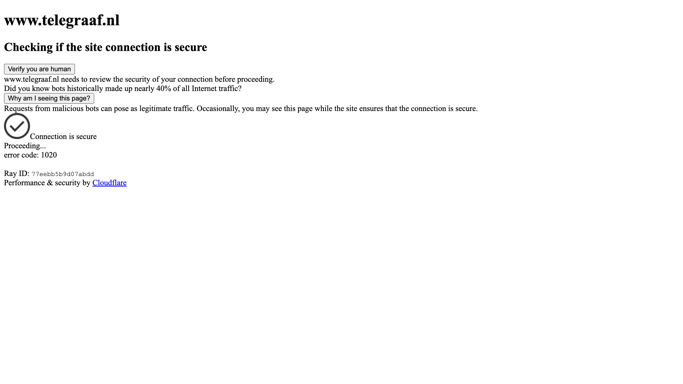 www.telegraaf.nl
Checking if the site connection is secure
Verify you are human
www.telegraaf.nl needs to review the security of your connection before proceeding.
Did you know bots historically made up nearly 40% of all Internet traffic?
Why am I seeing this page?
Requests from malicious bots can pose as legitimate traffic. Occasionally, you may see this page while the site ensures that the connection is secure.
Connection is secure
Proceeding...
error code: 1020
Ray ID: 77eebb5b9d07abdd
Performance & security by Cloudflare